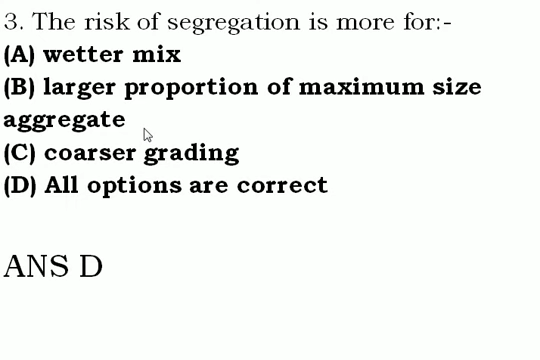 3. The risk of segregation is more for:-
(A) wetter mix
(B) larger proportion of maximum size
aggregate
(C) coarser grading
(D) All options are correct
ANS D